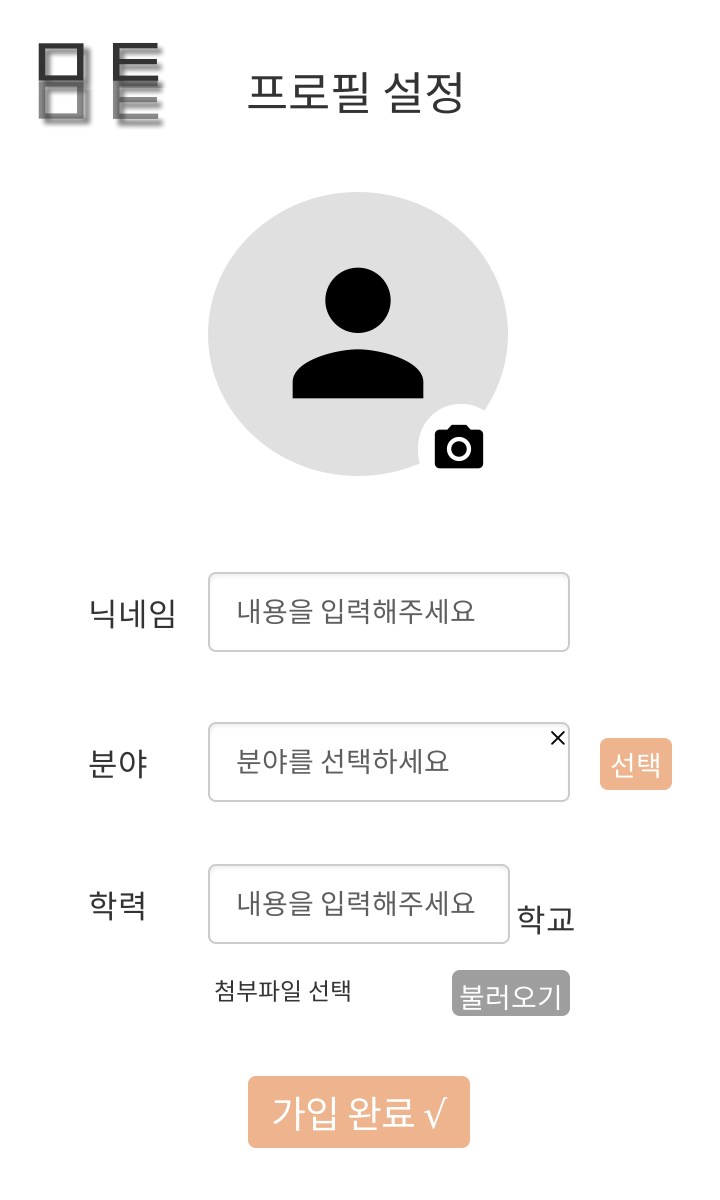 ㅁㅌ
프로필 설정
닉네임
내용을 입력해주세요
분야
분야를 선택하세요
선택
학력
내용을 입력해주세요
학교
첨부파일 선택
불러오기
가입 완료 √